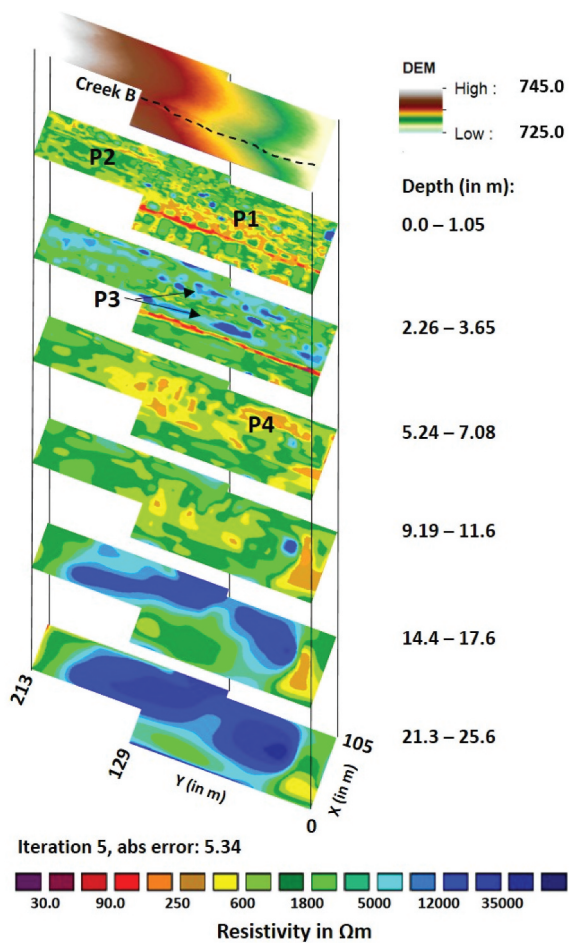 DEM
High : 745.0
Low : 725.0
Creek B
Depth (in m):
P2
P1
0.0 – 1.05
P3
2.26 – 3.65
P4
5.24 – 7.08
9.19 – 11.6
14.4 – 17.6
21.3 – 25.6
213
129
Y (in m)
0
X (in m)
105
Iteration 5, abs error: 5.34
30.0 90.0 250 600 1800 5000 12000 35000
Resistivity in Ωm